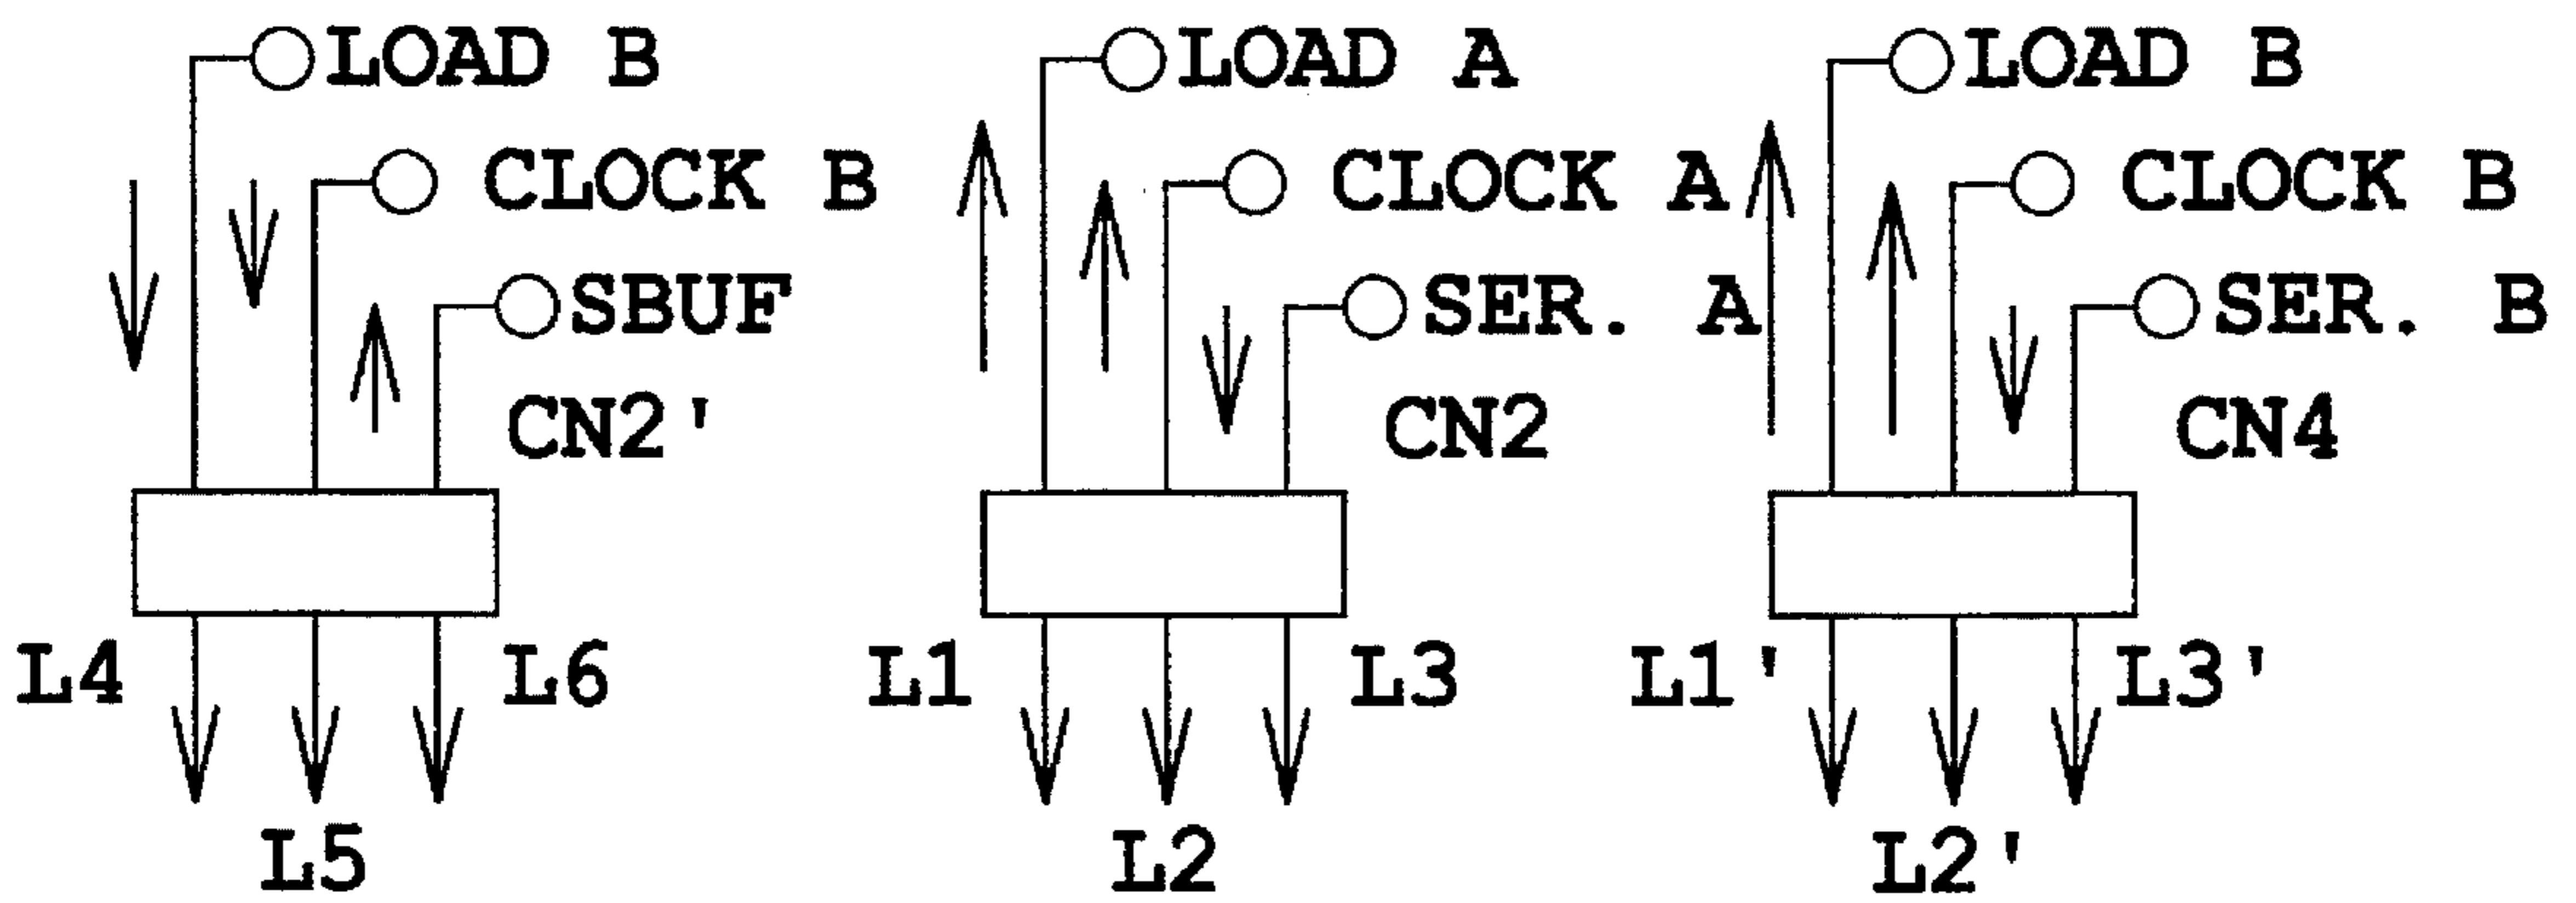 LOAD B
CLOCK B
SBUF
CN2'
L4
L6
L5
LOAD A
CLOCK A
SER. A
CN2
L1
L3
L2
LOAD B
CLOCK B
SER. B
CN4
L1'
L3'
L2'